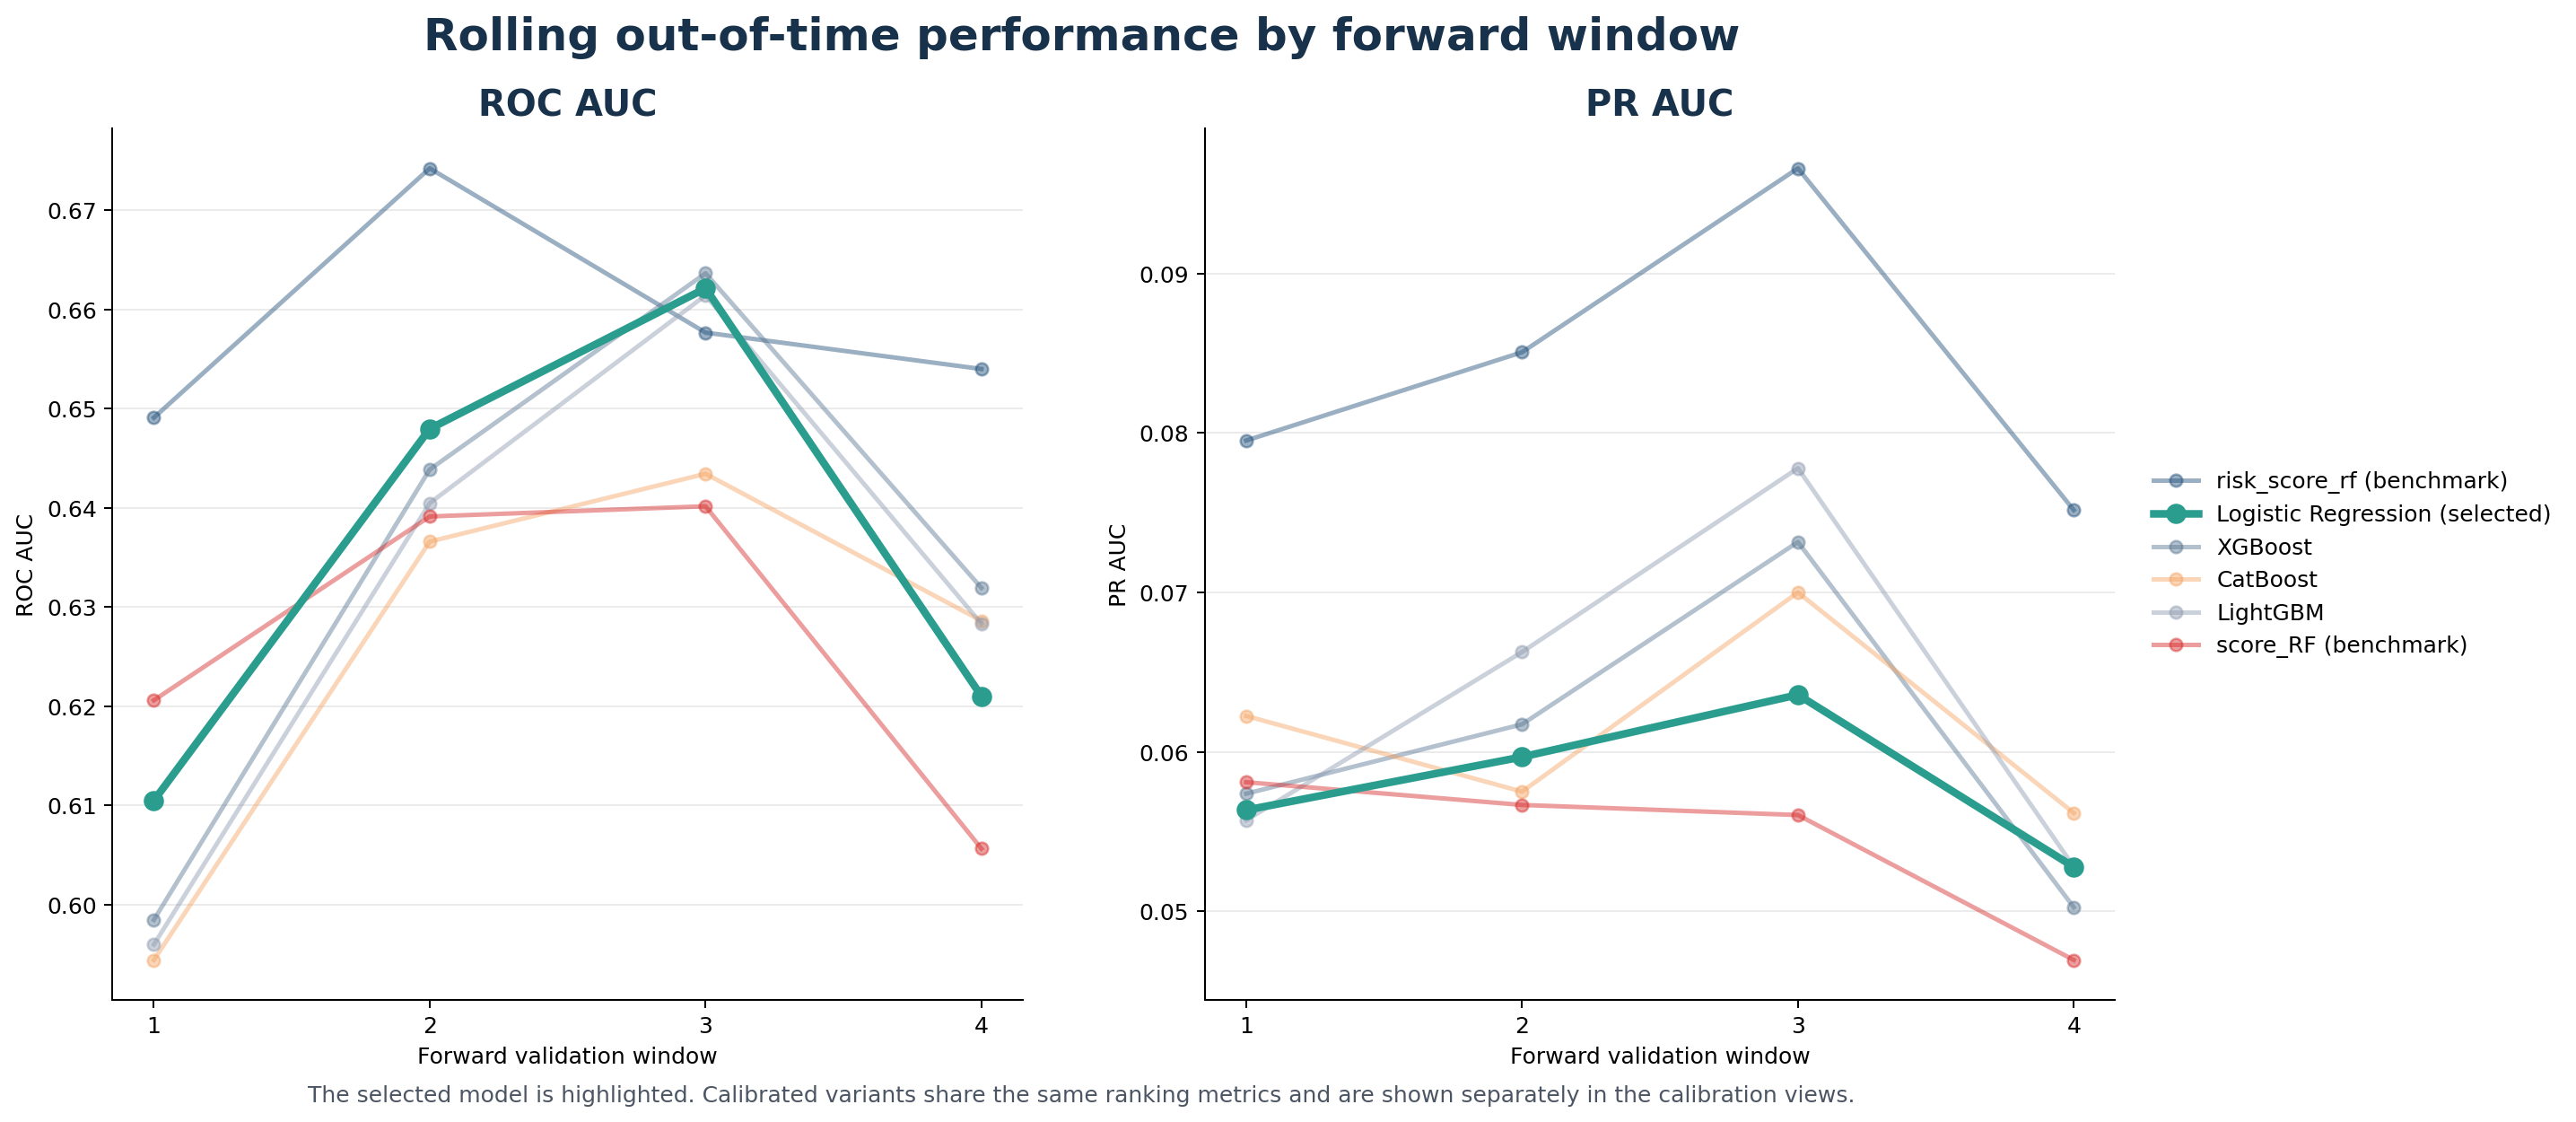 Rolling out-of-time performance by forward window
ROC AUC
0.67
0.66
0.65
0.64
0.63
0.62
0.61
0.60
ROC AUC
1 2 3 4
Forward validation window
PR AUC
0.09
0.08
0.07
0.06
0.05
PR AUC
1 2 3 4
Forward validation window
risk_score_rf (benchmark)
Logistic Regression (selected)
XGBoost
CatBoost
LightGBM
score_RF (benchmark)
The selected model is highlighted. Calibrated variants share the same ranking metrics and are shown separately in the calibration views.